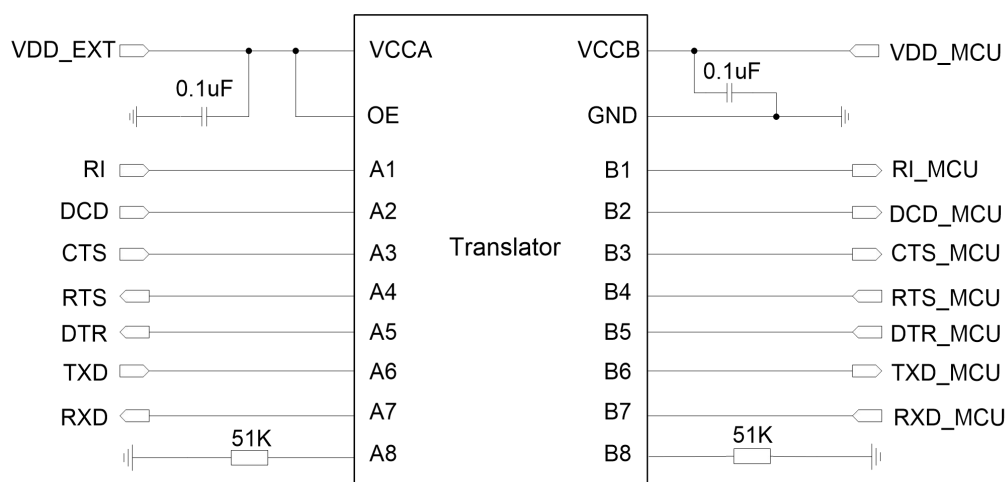 VDD_EXT VCCA VCCB VDD_MCU
0.1uF 0.1uF
OE GND
RI A1 B1 RI_MCU
DCD A2 B2 DCD_MCU
CTS A3 Translator B3 CTS_MCU
RTS A4 B4 RTS_MCU
DTR A5 B5 DTR_MCU
TXD A6 B6 TXD_MCU
RXD A7 B7 RXD_MCU
51K A8 B8 51K